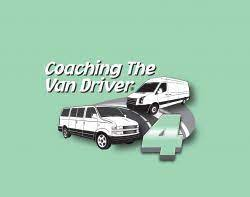 Coaching The
Van Driver
4